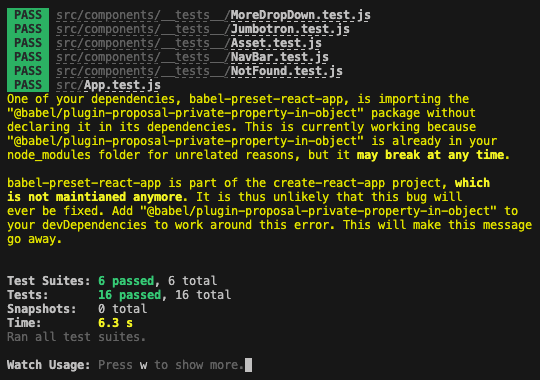 PASS src/components/__tests__/MoreDropDown.test.js
PASS src/components/__tests__/Jumbotron.test.js
PASS src/components/__tests__/Asset.test.js
PASS src/components/__tests__/NavBar.test.js
PASS src/components/__tests__/NotFound.test.js
PASS src/App.test.js
One of your dependencies, babel-preset-react-app, is importing the
"@babel/plugin-proposal-private-property-in-object" package without
declaring it in its dependencies. This is currently working because
"@babel/plugin-proposal-private-property-in-object" is already in your
node_modules folder for unrelated reasons, but it may break at any time.
babel-preset-react-app is part of the create-react-app project, which
is not maintianed anymore. It is thus unlikely that this bug will
ever be fixed. Add "@babel/plugin-proposal-private-property-in-object" to
your devDependencies to work around this error. This will make this message
go away.
Test Suites: 6 passed, 6 total
Tests: 16 passed, 16 total
Snapshots: 0 total
Time: 6.3 s
Ran all test suites.
Watch Usage: Press w to show more.